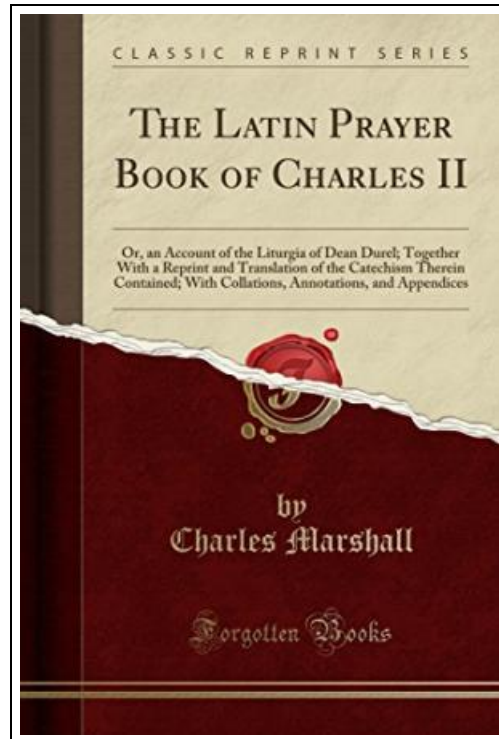 CLASSIC REPRINT SERIES
THE LATIN PRAYER
BOOK OF CHARLES II
Or, an Account of the Liturgia of Dean Durel; Together
With a Reprint and Translation of the Catechism Therein
Contained; With Collations, Annotations, and Appendices
by
Charles Marshall
Forgotten Books